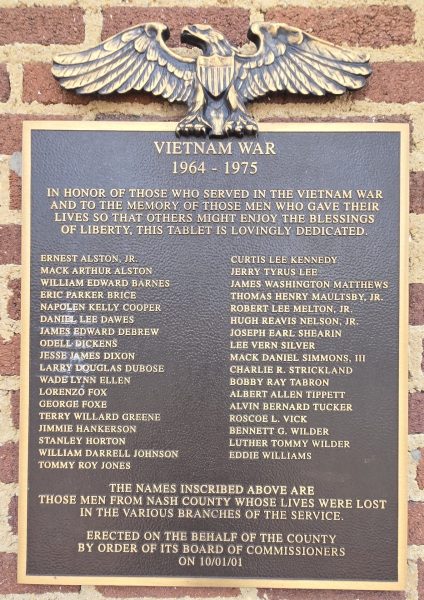 VIETNAM WAR
1964 - 1975
IN HONOR OF THOSE WHO SERVED IN THE VIETNAM WAR
AND TO THE MEMORY OF THOSE MEN WHO GAVE THEIR
LIVES SO THAT OTHERS MIGHT ENJOY THE BLESSINGS
OF LIBERTY, THIS TABLET IS LOVINGLY DEDICATED.
ERNEST ALSTON, JR.
MACK ARTHUR ALSTON
WILLIAM EDWARD BARNES
ERIC PARKER BRICE
NAPOLEN KELLY COOPER
DANIEL LEE DAWES
JAMES EDWARD DEBREW
ODELL DICKENS
JESSE JAMES DIXON
LARRY DOUGLAS DUBOSE
WADE LYNN ELLEN
LORENZO FOX
GEORGE FOXE
TERRY WILLARD GREENE
JIMMIE HANKERSON
STANLEY HORTON
WILLIAM DARRELL JOHNSON
TOMMY ROY JONES
CURTIS LEE KENNEDY
JERRY TYRUS LEE
JAMES WASHINGTON MATTHEWS
THOMAS HENRY MAULTSBY, JR.
ROBERT LEE MELTON, JR.
HUGH REAVIS NELSON, JR.
JOSEPH EARL SHEARIN
LEE VERN SILVER
MACK DANIEL SIMMONS, III
CHARLIE R. STRICKLAND
BOBBY RAY TABRON
ALBERT ALLEN TIPPETT
ALVIN BERNARD TUCKER
ROSCOE L. VICK
BENNETT G. WILDER
LUTHER TOMMY WILDER
EDDIE WILLIAMS
THE NAMES INSCRIBED ABOVE ARE
THOSE MEN FROM NASH COUNTY WHOSE LIVES WERE LOST
IN THE VARIOUS BRANCHES OF THE SERVICE.
ERECTED ON THE BEHALF OF THE COUNTY
BY ORDER OF ITS BOARD OF COMMISSIONERS
ON 10/01/01